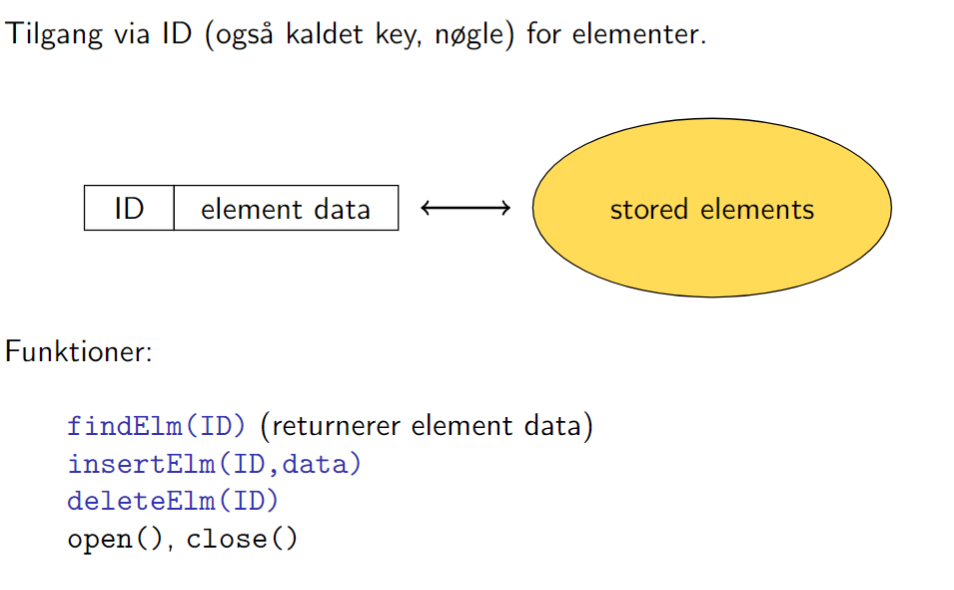 Tilgang via ID (også kaldet key, nøgle) for elementer.
ID element data
stored elements
Funktioner:
findElm(ID) (returnerer element data)
insertElm(ID,data)
deleteElm(ID)
open(), close()